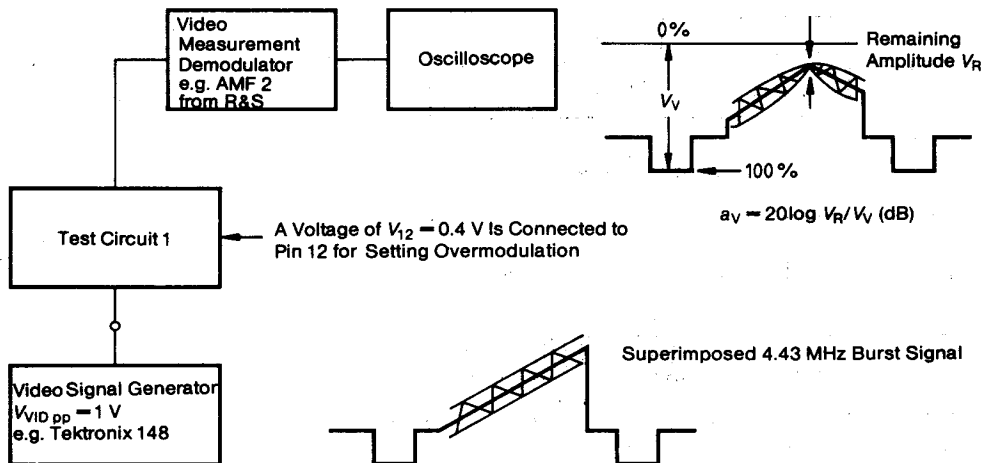 Video
Measurement
Demodulator
e.g. AMF 2
from R&S
Oscilloscope
0%
Remaining
Amplitude VR
VV
100%
aV = 20 log VR/VV (dB)
Test Circuit 1
A Voltage of V12 = 0.4 V Is Connected to
Pin 12 for Setting Overmodulation
Superimposed 4.43 MHz Burst Signal
Video Signal Generator
VVID pp = 1 V
e.g. Tektronix 148